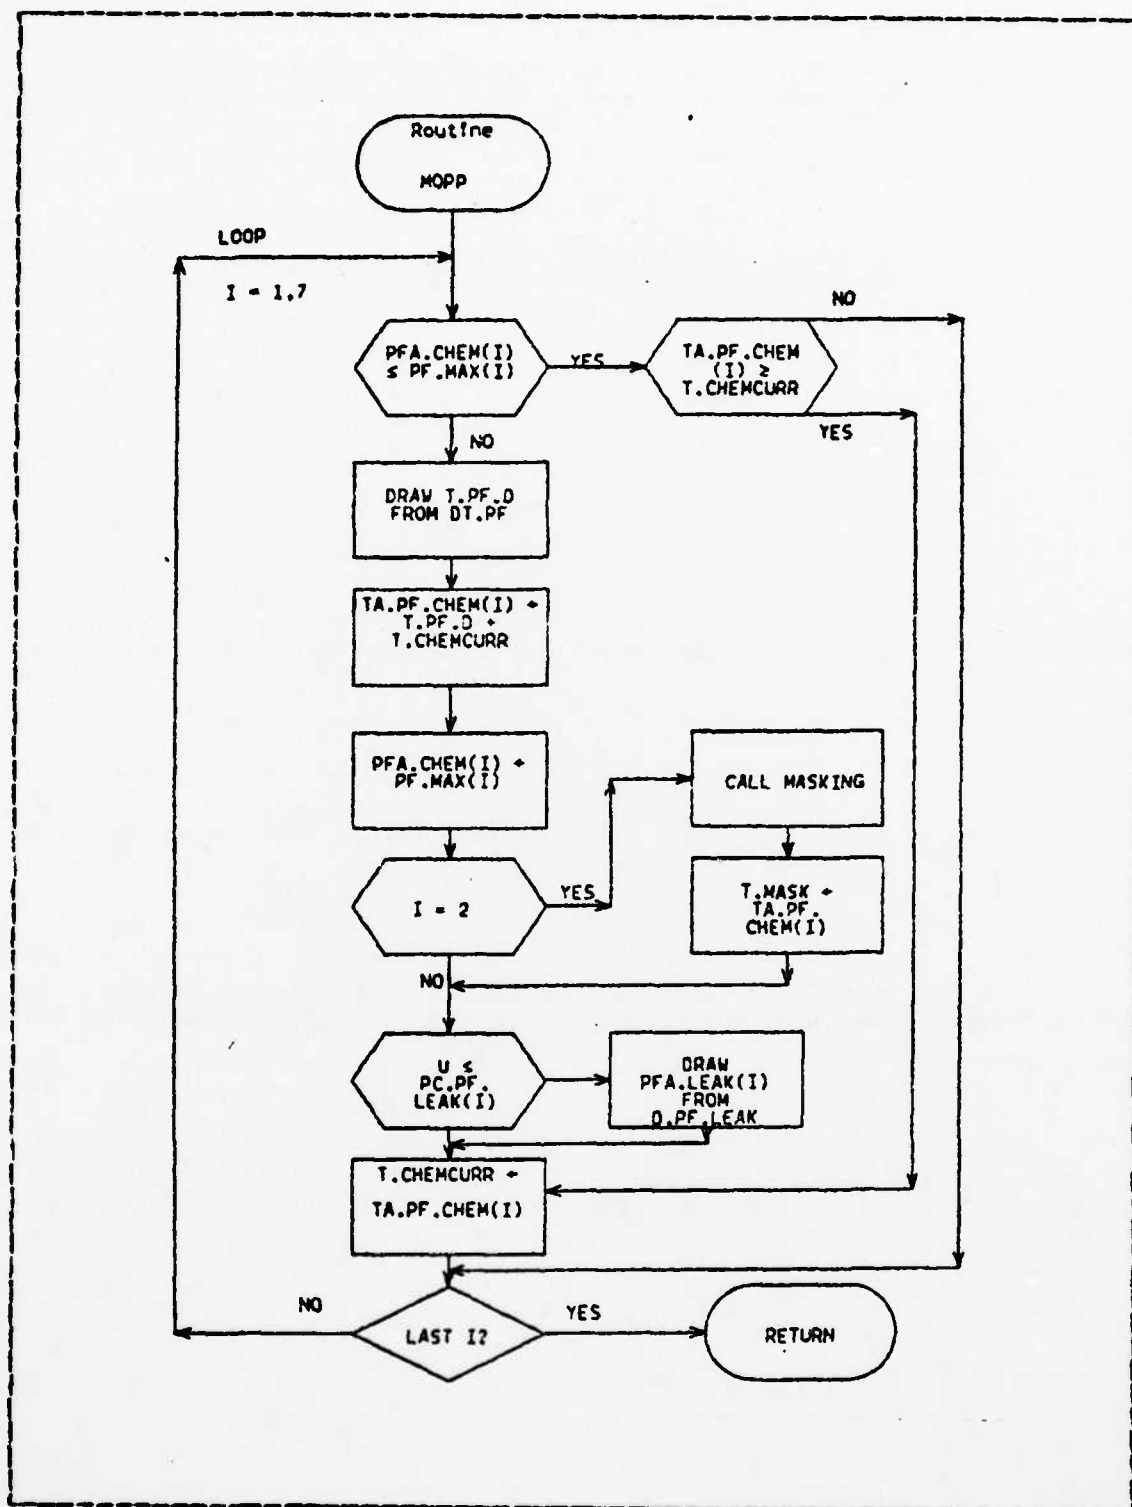 Routine
MOPP
LOOP
I = 1,7
PFA.CHEM(I)
≤ PF.MAX(I)
YES
TA.PF.CHEM
(I) ≥
T.CHEMCURR
NO
YES
NO
DRAW T.PF.D
FROM DT.PF
TA.PF.CHEM(I) ←
T.PF.D +
T.CHEMCURR
PFA.CHEM(I) ←
PF.MAX(I)
CALL MASKING
I = 2
YES
T.MASK ←
TA.PF.
CHEM(I)
NO
U ≤
PC.PF.
LEAK(I)
DRAW
PFA.LEAK(I)
FROM
D.PF.LEAK
T.CHEMCURR ←
TA.PF.CHEM(I)
NO
LAST I?
YES
RETURN